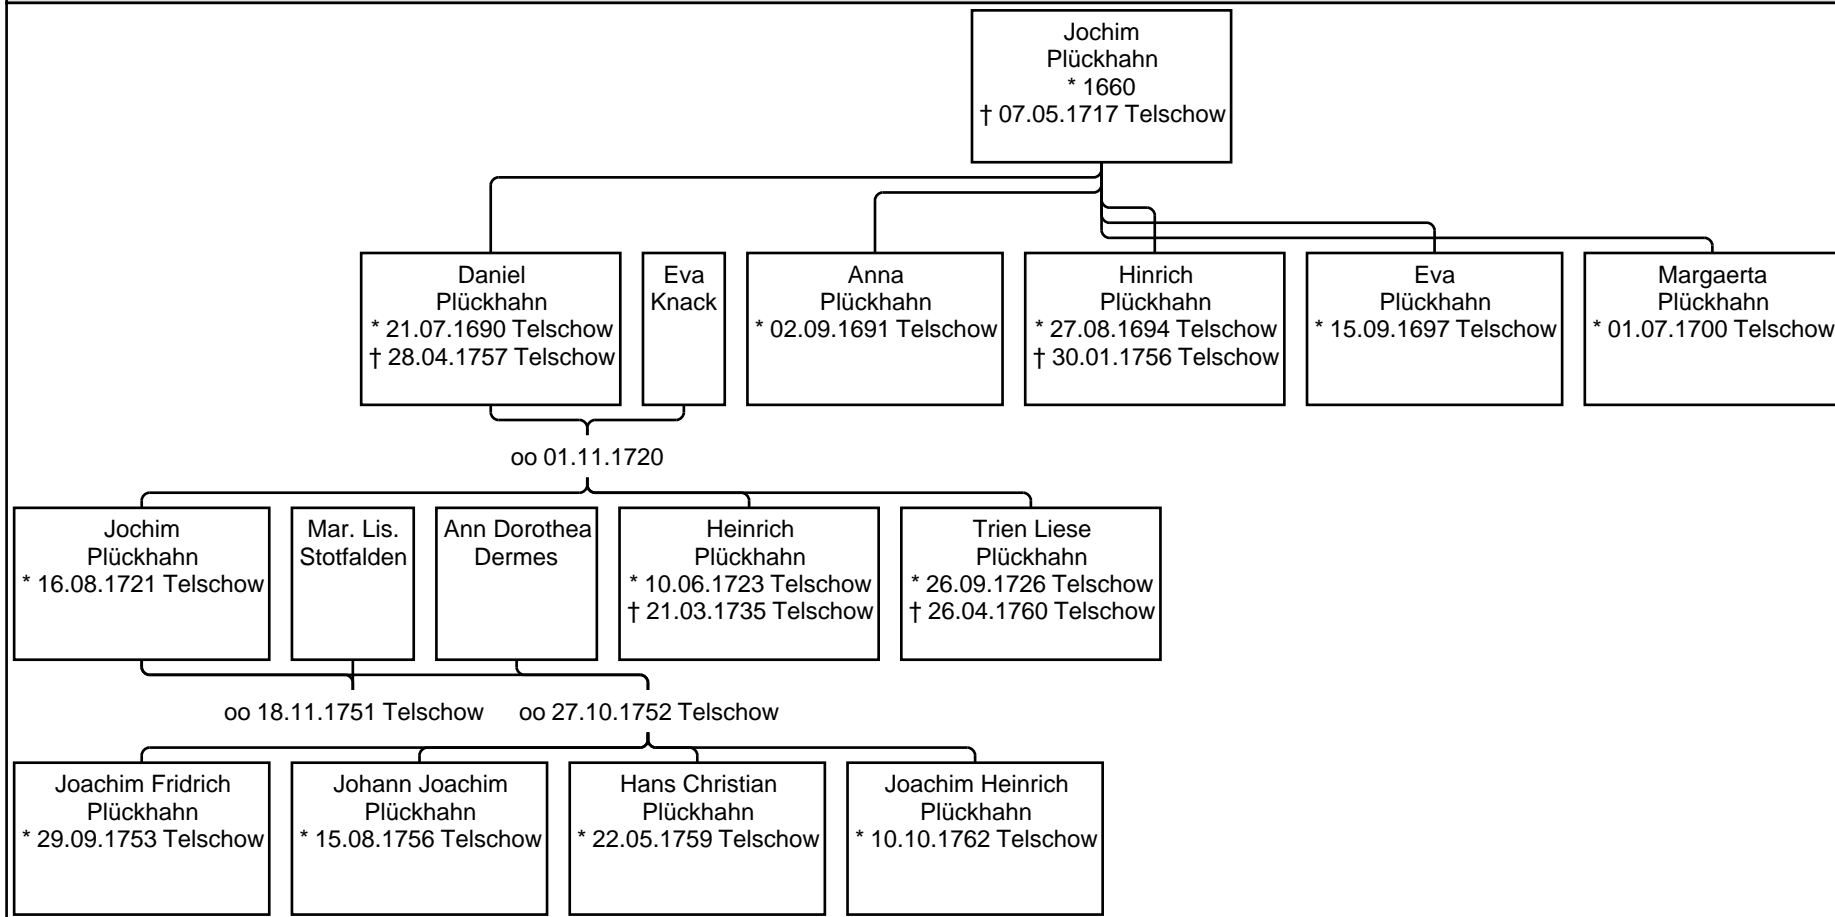 Jochim
Plückhahn
* 1660
† 07.05.1717 Telschow
Daniel
Plückhahn
* 21.07.1690 Telschow
† 28.04.1757 Telschow
Eva
Knack
Anna
Plückhahn
* 02.09.1691 Telschow
Hinrich
Plückhahn
* 27.08.1694 Telschow
† 30.01.1756 Telschow
Eva
Plückhahn
* 15.09.1697 Telschow
Margaerta
Plückhahn
* 01.07.1700 Telschow
oo 01.11.1720
Jochim
Plückhahn
* 16.08.1721 Telschow
Mar. Lis.
Stotfalden
Ann Dorothea
Dermes
Heinrich
Plückhahn
* 10.06.1723 Telschow
† 21.03.1735 Telschow
Trien Liese
Plückhahn
* 26.09.1726 Telschow
† 26.04.1760 Telschow
oo 18.11.1751 Telschow
oo 27.10.1752 Telschow
Joachim Fridrich
Plückhahn
* 29.09.1753 Telschow
Johann Joachim
Plückhahn
* 15.08.1756 Telschow
Hans Christian
Plückhahn
* 22.05.1759 Telschow
Joachim Heinrich
Plückhahn
* 10.10.1762 Telschow